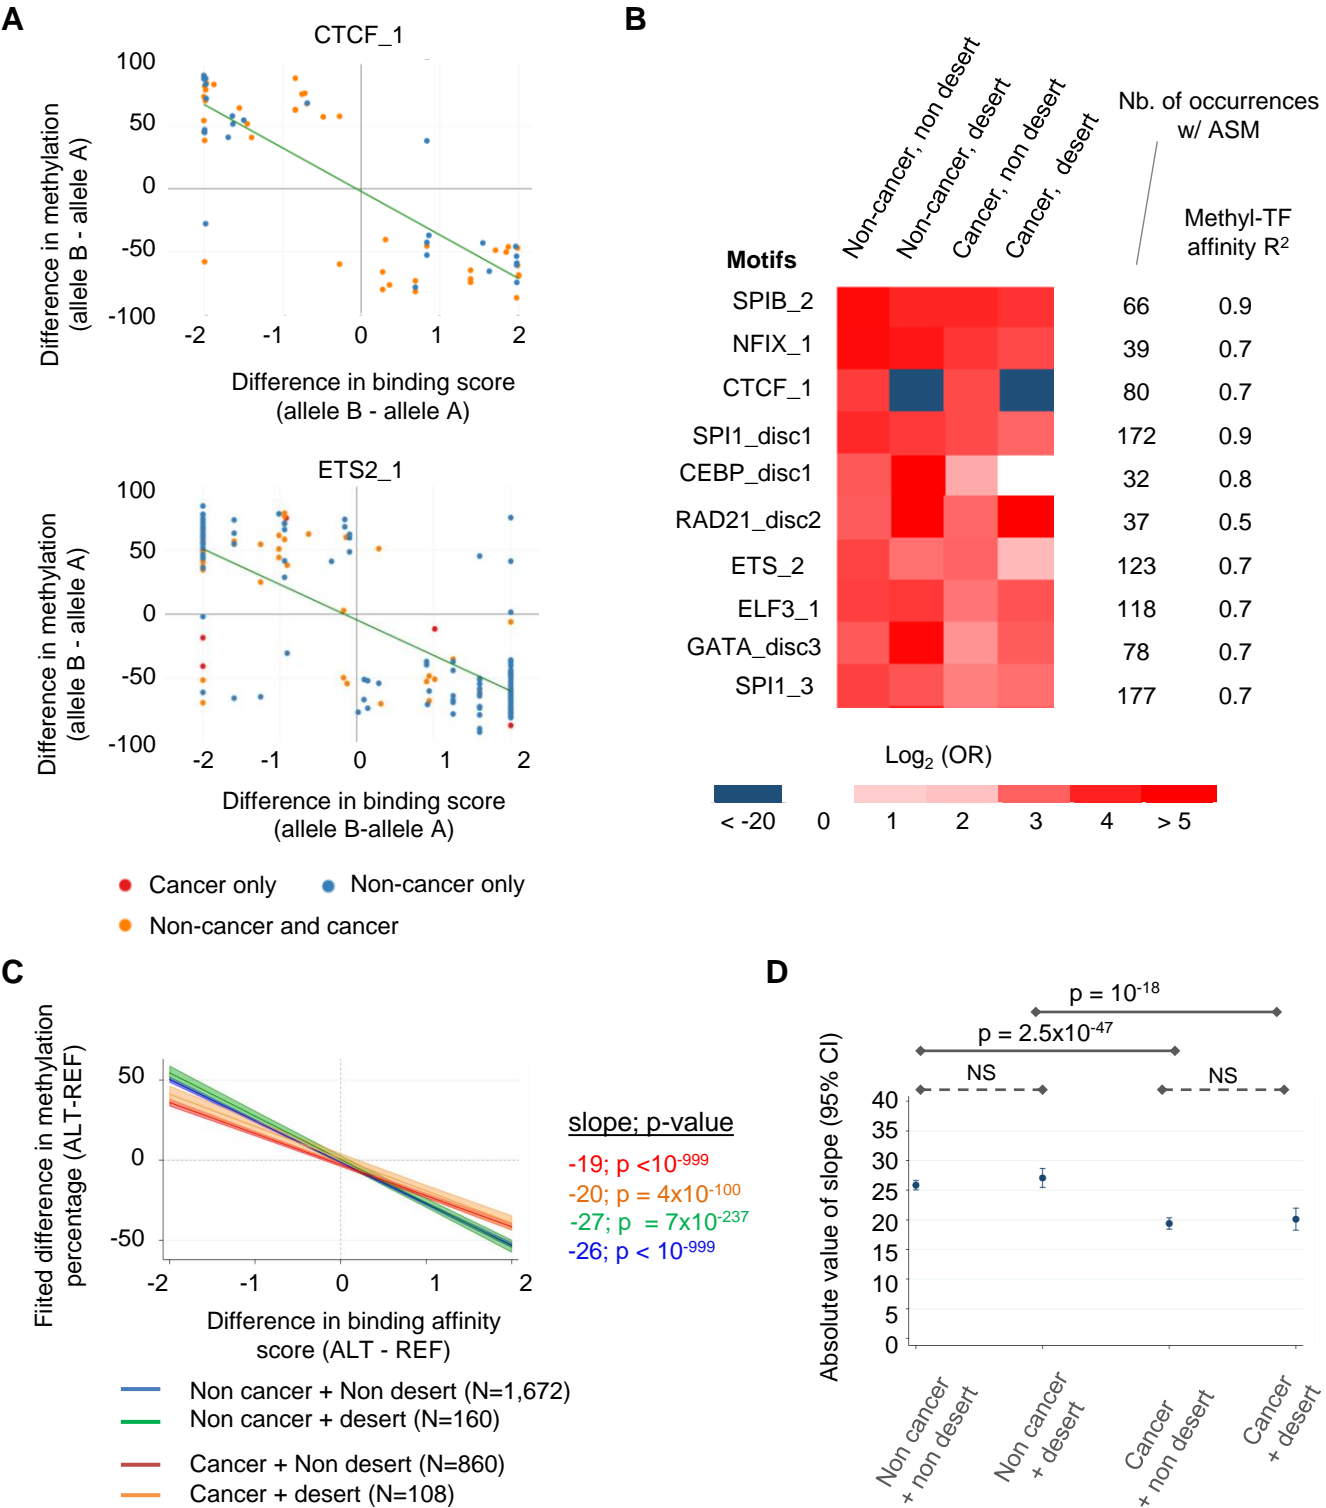 A
CTCF_1
100
50
0
-50
-100
-2
-1
0
1
2
Difference in methylation
(allele B - allele A)
Difference in binding score
(allele B - allele A)
ETS2_1
100
50
0
-50
-100
-2
-1
0
1
2
Difference in methylation
(allele B - allele A)
Difference in binding score
(allele B-allele A)
Cancer only
Non-cancer only
Non-cancer and cancer
B
Non-cancer, non desert
Non-cancer, desert
Cancer, non desert
Cancer, desert
Nb. of occurrences
w/ ASM
Methyl-TF
affinity R²
Motifs
SPIB_2 66 0.9
NFIX_1 39 0.7
CTCF_1 80 0.7
SPI1_disc1 172 0.9
CEBP_disc1 32 0.8
RAD21_disc2 37 0.5
ETS_2 123 0.7
ELF3_1 118 0.7
GATA_disc3 78 0.7
SPI1_3 177 0.7
Log₂ (OR)
< -20 0 1 2 3 4 > 5
C
Fiited difference in methylation
percentage (ALT-REF)
50
0
-50
-2
-1
0
1
2
Difference in binding affinity
score (ALT - REF)
slope; p-value
-19; p <10⁻⁹⁹⁹
-20; p = 4x10⁻¹⁰⁰
-27; p = 7x10⁻²³⁷
-26; p < 10⁻⁹⁹⁹
Non cancer + Non desert (N=1,672)
Non cancer + desert (N=160)
Cancer + Non desert (N=860)
Cancer + desert (N=108)
D
p = 10⁻¹⁸
p = 2.5x10⁻⁴⁷
NS
NS
Absolute value of slope (95% CI)
40
35
30
25
20
15
10
5
0
Non cancer
+ non desert
Non cancer
+ desert
Cancer
+ non desert
Cancer
+ desert